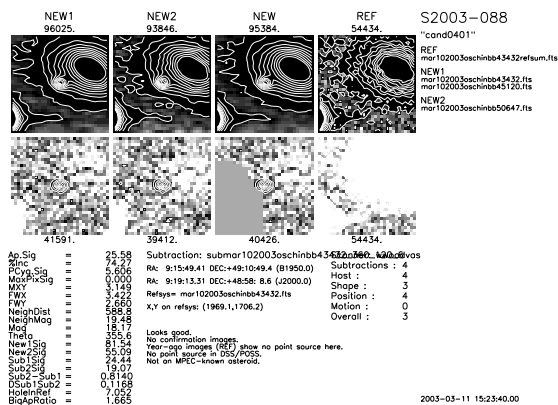 NEW1 NEW2 NEW REF S2003-088
96025. 93846. 95384. 54434.
"cand0401"
REF
mar102003oschinbb43432refsum.fts
NEW1
mar102003oschinbb43432.fts
mar102003oschinbb45120.fts
NEW2
mar102003oschinbb50647.fts
41591. 39412. 40426. 54434.
Ap.Sig = 25.58
%Inc = 74.27
PCyg.Sig = 5.606
MaxPixSig = 0.000
MXY = 3.149
FWX = 3.422
FWY = 2.660
NeighDist = 588.8
NeighMag = 19.48
Mag = 18.17
Theta = 355.6
New1Sig = 81.54
New2Sig = 55.09
Sub1Sig = 24.44
Sub2Sig = 19.07
Sub2-Sub1 = 0.8140
DSub1Sub2 = 0.1168
HoleInRef = 7.052
BigApRatio = 1.665
Subtraction: submar102003oschinbb43432
RA: 9:15:49.41 DEC:+49:10:49.4 (B1950.0)
RA: 9:19:13.31 DEC:+48:58: 8.6 (J2000.0)
Refsys= mar102003oschinbb43432.fts
X,Y on refsys: (1969.1,1706.2)
Looks good.
No confirmation images.
Year-ago images (REF) show no point source here.
No point source in DSS/POSS.
Not an MPEC-known asteroid.
Subtractions : 4
Host : 4
Shape : 3
Position : 4
Motion : 0
Overall : 3
2003-03-11 15:23:40.00